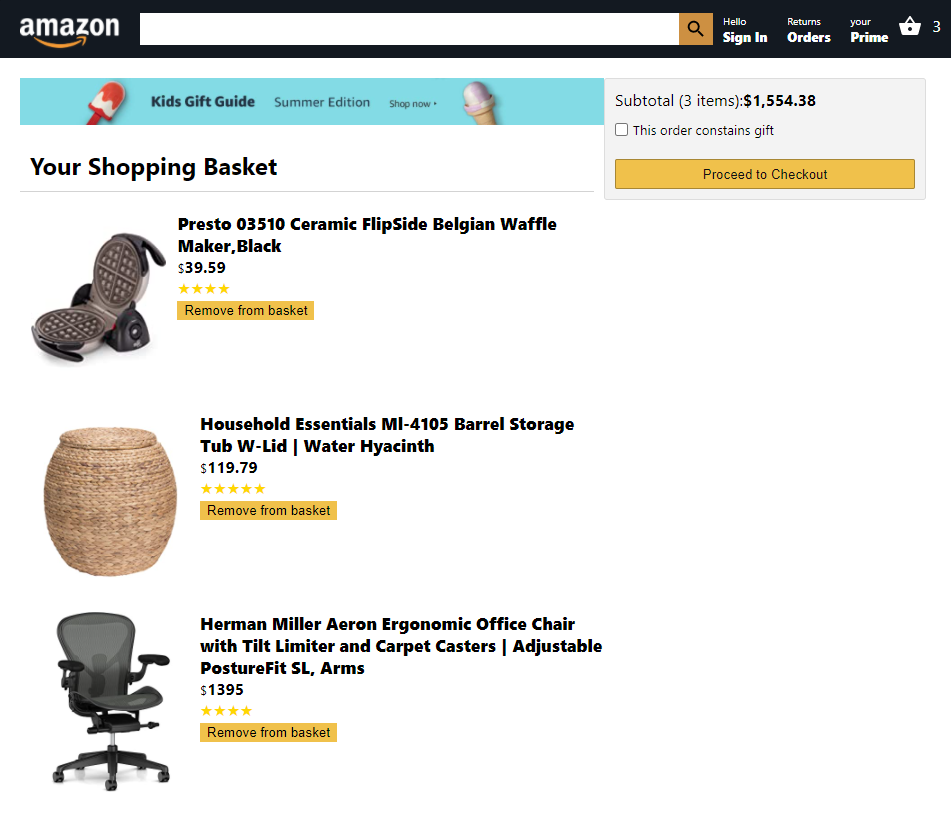 amazon
Hello
Sign In
Returns
Orders
your
Prime
3
Kids Gift Guide Summer Edition Shop now
Subtotal (3 items):$1,554.38
This order constains gift
Proceed to Checkout
Your Shopping Basket
Presto 03510 Ceramic FlipSide Belgian Waffle
Maker,Black
$39.59
★★★★
Remove from basket
Household Essentials Ml-4105 Barrel Storage
Tub W-Lid | Water Hyacinth
$119.79
★★★★★
Remove from basket
Herman Miller Aeron Ergonomic Office Chair
with Tilt Limiter and Carpet Casters | Adjustable
PostureFit SL, Arms
$1395
★★★★
Remove from basket